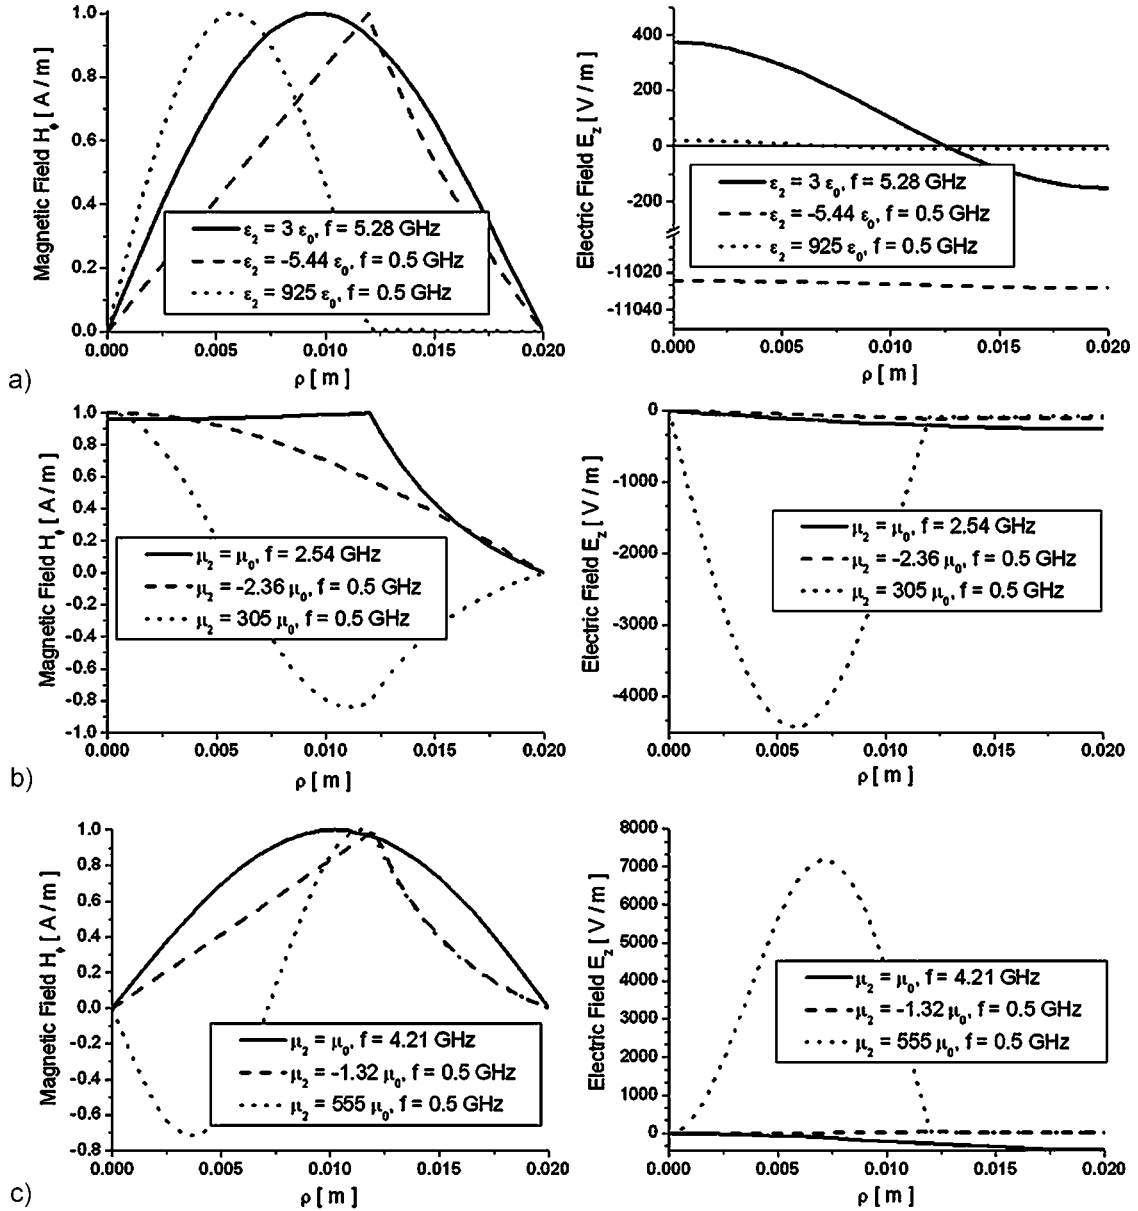 Magnetic Field H_ϕ [ A / m ]
1.0
0.8
0.6
0.4
0.2
0.0
ε₂ = 3 ε₀, f = 5.28 GHz
ε₂ = -5.44 ε₀, f = 0.5 GHz
ε₂ = 925 ε₀, f = 0.5 GHz
0.000 0.005 0.010 0.015 0.020
ρ [ m ]
Electric Field E_z [ V / m ]
400
200
0
-200
-11020
-11040
ε₂ = 3 ε₀, f = 5.28 GHz
ε₂ = -5.44 ε₀, f = 0.5 GHz
ε₂ = 925 ε₀, f = 0.5 GHz
0.000 0.005 0.010 0.015 0.020
ρ [ m ]
a)
Magnetic Field H_ϕ [ A / m ]
1.0
0.8
0.6
0.4
0.2
0.0
-0.2
-0.4
-0.6
-0.8
-1.0
μ₂ = μ₀, f = 2.54 GHz
μ₂ = -2.36 μ₀, f = 0.5 GHz
μ₂ = 305 μ₀, f = 0.5 GHz
0.000 0.005 0.010 0.015 0.020
ρ [ m ]
Electric Field E_z [ V / m ]
0
-1000
-2000
-3000
-4000
μ₂ = μ₀, f = 2.54 GHz
μ₂ = -2.36 μ₀, f = 0.5 GHz
μ₂ = 305 μ₀, f = 0.5 GHz
0.000 0.005 0.010 0.015 0.020
ρ [ m ]
b)
Magnetic Field H_ϕ [ A / m ]
1.0
0.8
0.6
0.4
0.2
0.0
-0.2
-0.4
-0.6
-0.8
μ₂ = μ₀, f = 4.21 GHz
μ₂ = -1.32 μ₀, f = 0.5 GHz
μ₂ = 555 μ₀, f = 0.5 GHz
0.000 0.005 0.010 0.015 0.020
ρ [ m ]
Electric Field E_z [ V / m ]
8000
7000
6000
5000
4000
3000
2000
1000
0
μ₂ = μ₀, f = 4.21 GHz
μ₂ = -1.32 μ₀, f = 0.5 GHz
μ₂ = 555 μ₀, f = 0.5 GHz
0.000 0.005 0.010 0.015 0.020
ρ [ m ]
c)